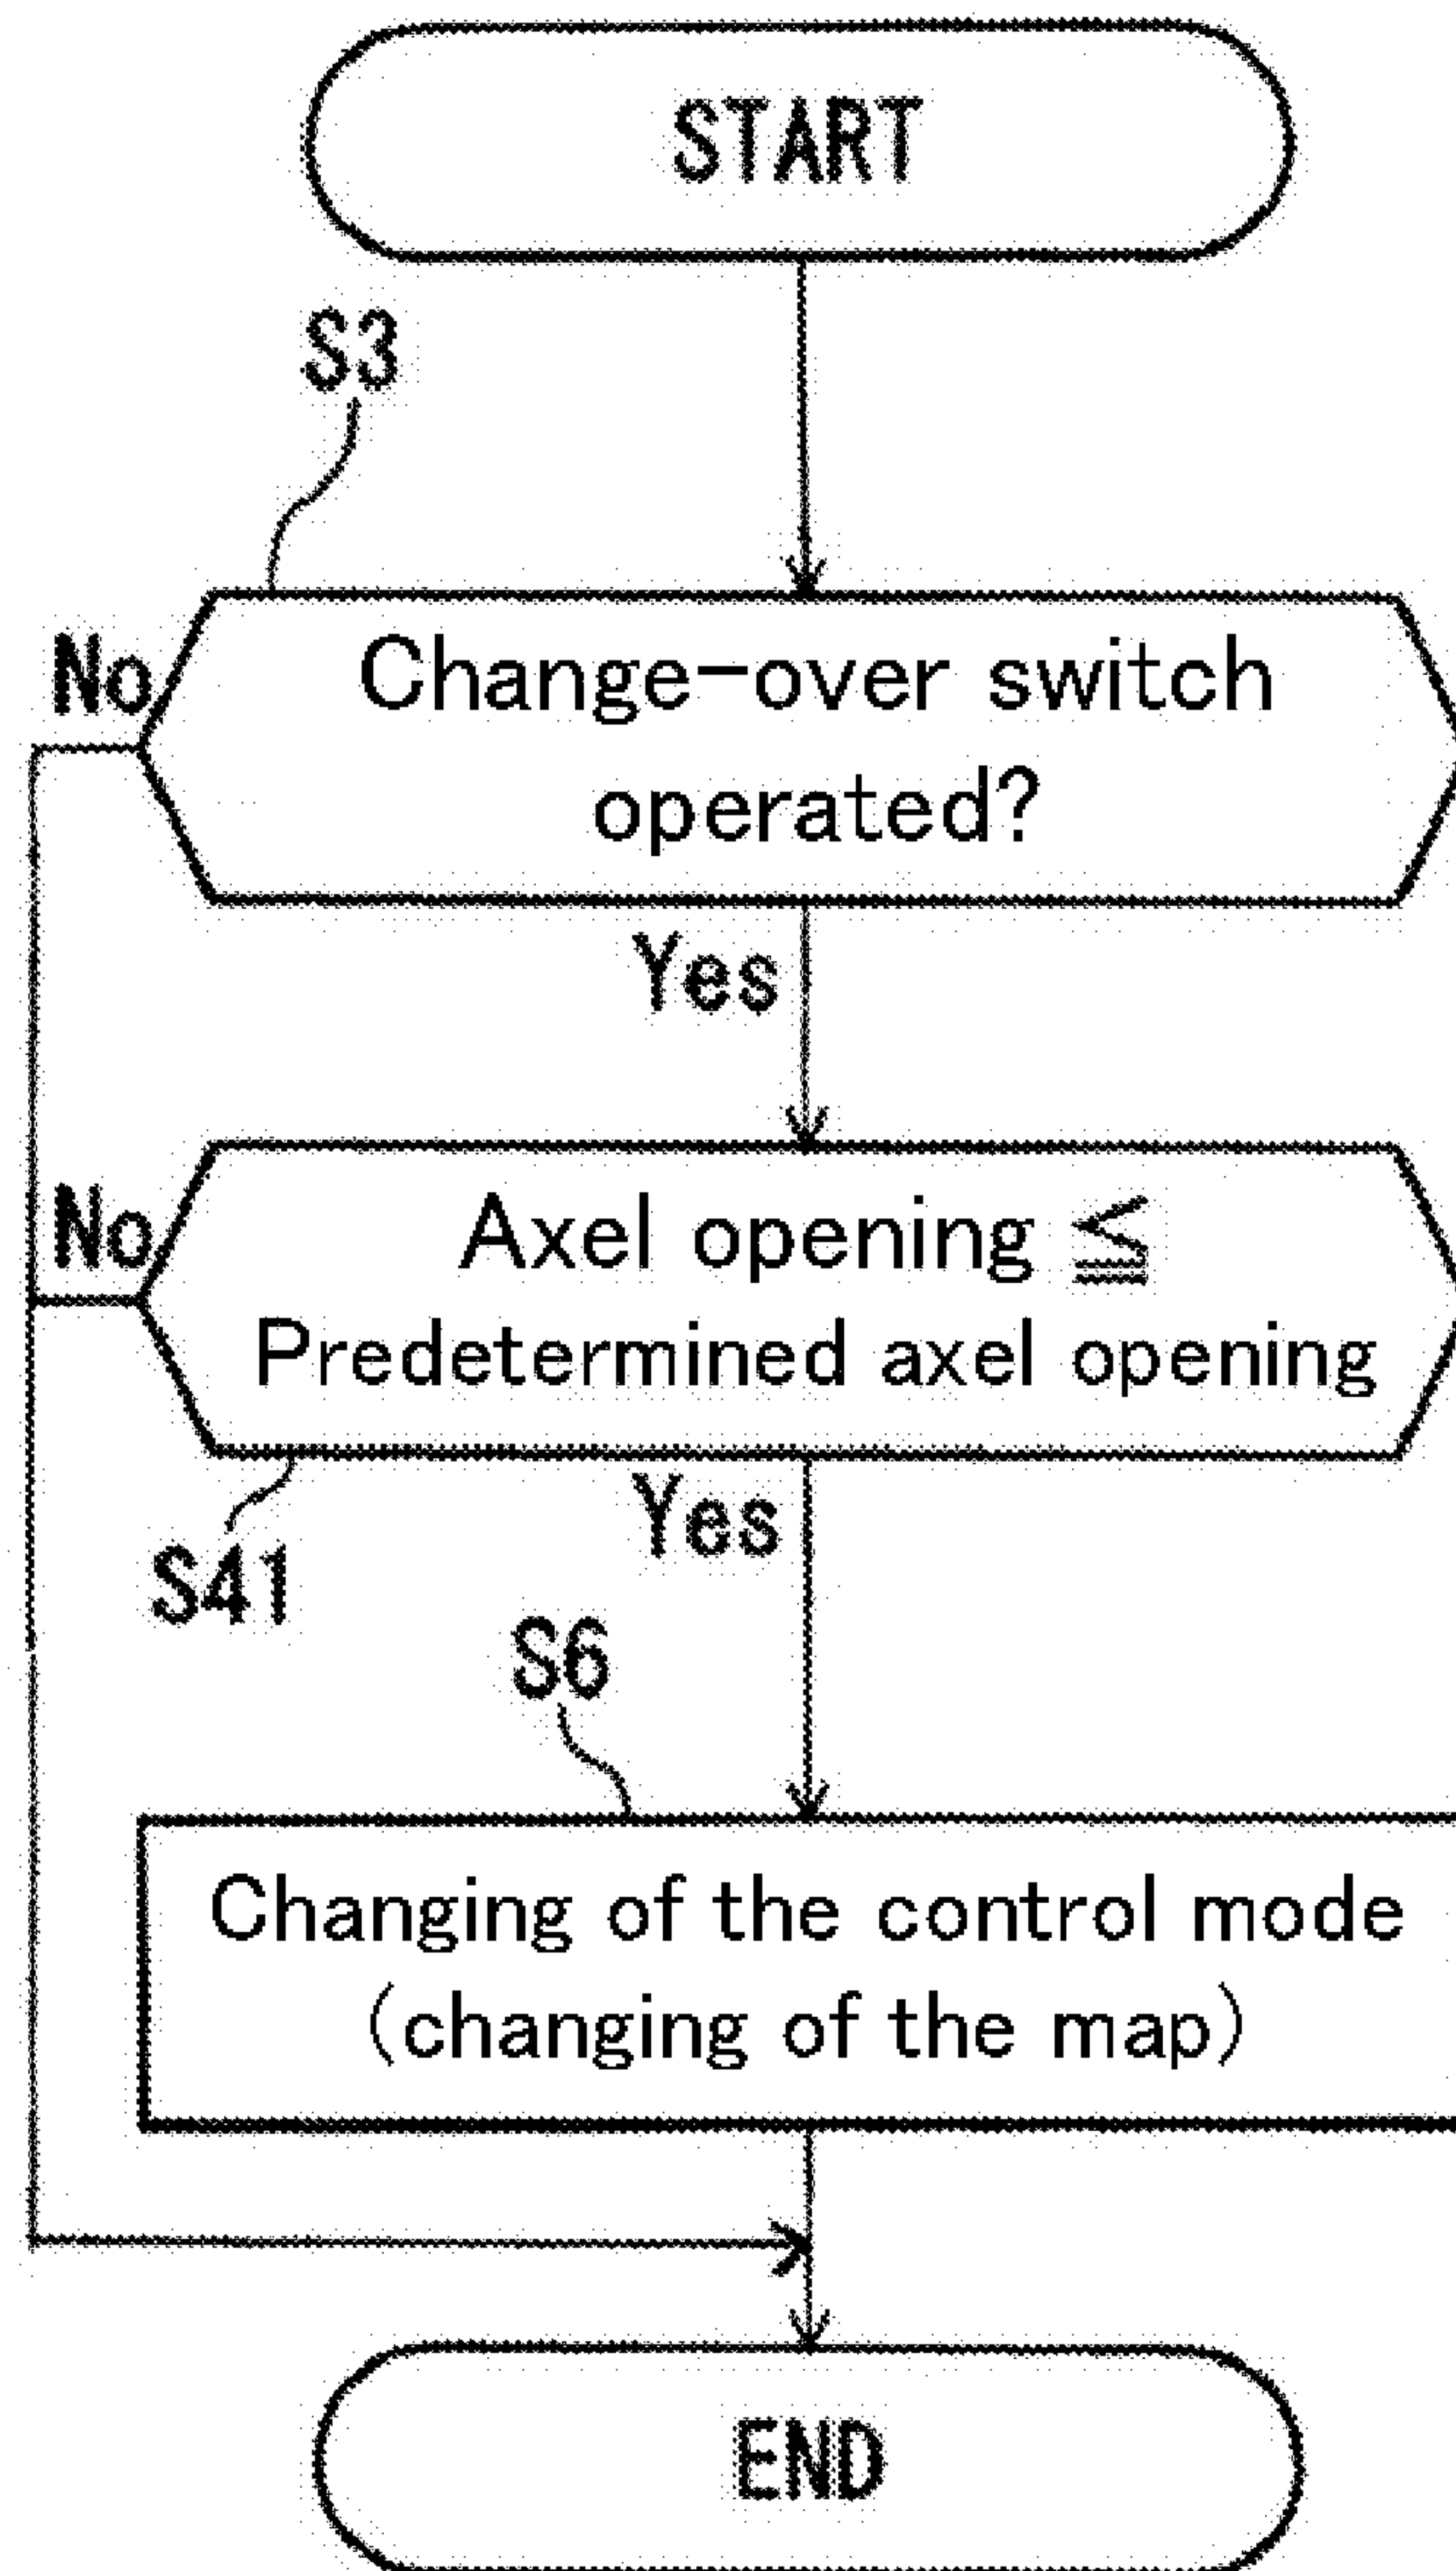 START
S3
No
Change-over switch
operated?
Yes
No
Axel opening ≦
Predetermined axel opening
Yes
S41
S6
Changing of the control mode
(changing of the map)
END